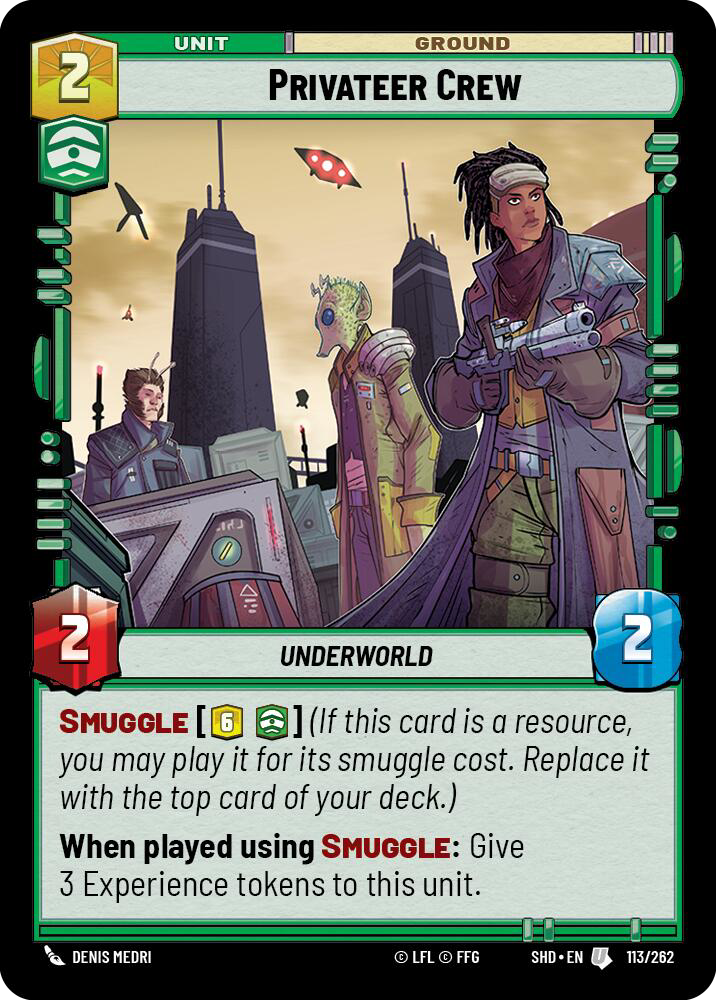 UNIT GROUND
2 PRIVATEER CREW
2 UNDERWORLD 2
SMUGGLE [6] (If this card is a resource,
you may play it for its smuggle cost. Replace it
with the top card of your deck.)
When played using SMUGGLE: Give
3 Experience tokens to this unit.
DENIS MEDRI © LFL © FFG SHD • EN U 113/262